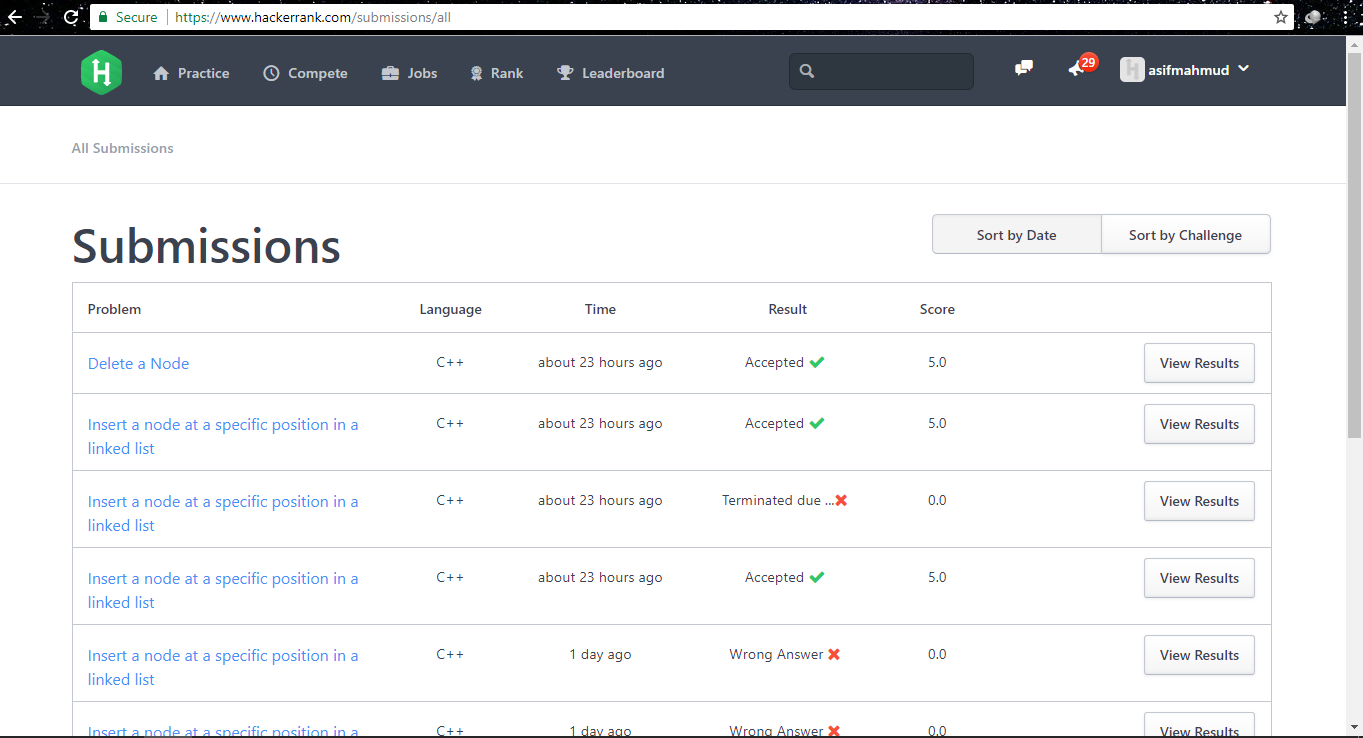 Secure https://www.hackerrank.com/submissions/all
H Practice Compete Jobs Rank Leaderboard 29 H asifmahmud
All Submissions
Submissions
Sort by Date Sort by Challenge
Problem Language Time Result Score
Delete a Node C++ about 23 hours ago Accepted 5.0 View Results
Insert a node at a specific position in a C++ about 23 hours ago Accepted 5.0 View Results
linked list
Insert a node at a specific position in a C++ about 23 hours ago Terminated due ... 0.0 View Results
linked list
Insert a node at a specific position in a C++ about 23 hours ago Accepted 5.0 View Results
linked list
Insert a node at a specific position in a C++ 1 day ago Wrong Answer 0.0 View Results
linked list
Insert a node at a specific position in a C++ 1 day ago Wrong Answer 0.0 View Results